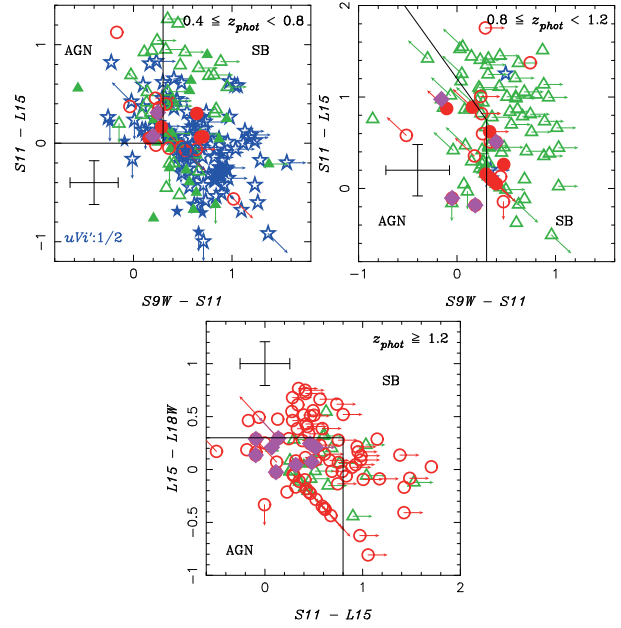 0.4 ≦ z_phot < 0.8
AGN
SB
1
0
−1
S11 − L15
uVi':1/2
0
1
S9W − S11
0.8 ≦ z_phot < 1.2
2
1
0
S11 − L15
AGN
SB
−1
0
1
S9W − S11
z_phot ≧ 1.2
SB
1
0.5
0
−0.5
−1
L15 − L18W
AGN
0
1
2
S11 − L15